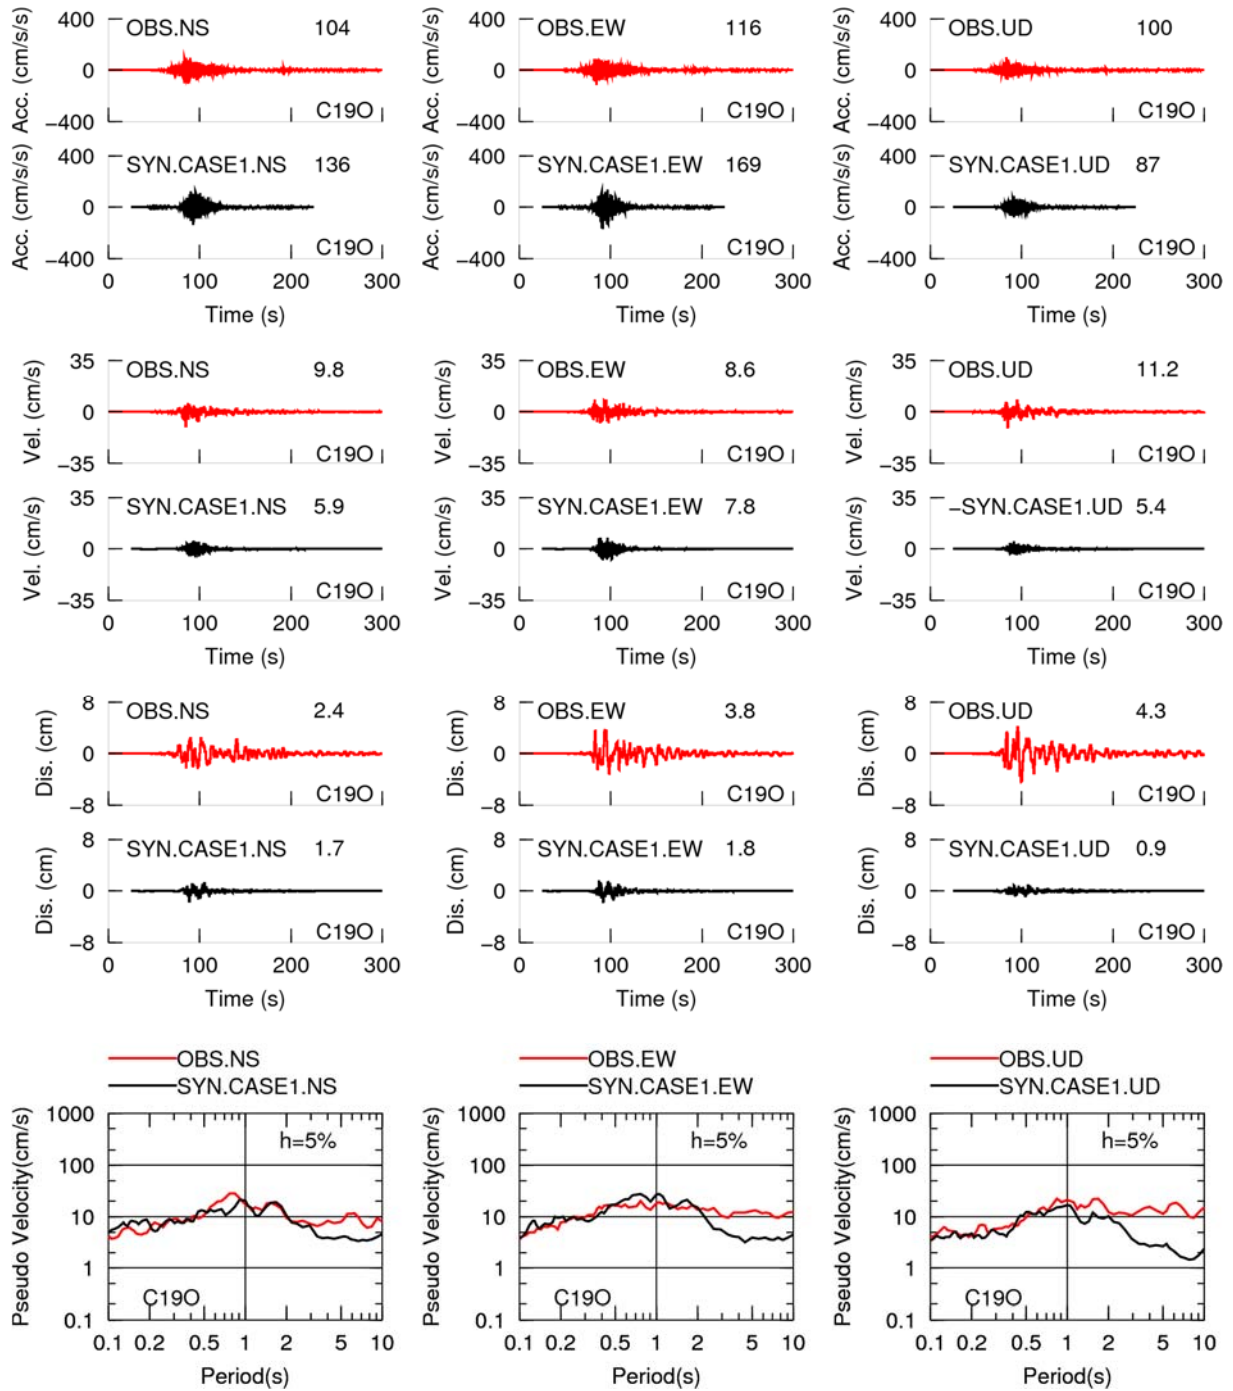 400 OBS.NS 104
Acc. (cm/s/s)
0
−400 C19O
400 OBS.EW 116
Acc. (cm/s/s)
0
−400 C19O
400 OBS.UD 100
Acc. (cm/s/s)
0
−400 C19O
400 SYN.CASE1.NS 136
Acc. (cm/s/s)
0
−400 C19O
0 100 200 300
Time (s)
400 SYN.CASE1.EW 169
Acc. (cm/s/s)
0
−400 C19O
0 100 200 300
Time (s)
400 SYN.CASE1.UD 87
Acc. (cm/s/s)
0
−400 C19O
0 100 200 300
Time (s)
35 OBS.NS 9.8
Vel. (cm/s)
0
−35 C19O
35 OBS.EW 8.6
Vel. (cm/s)
0
−35 C19O
35 OBS.UD 11.2
Vel. (cm/s)
0
−35 C19O
35 SYN.CASE1.NS 5.9
Vel. (cm/s)
0
−35 C19O
0 100 200 300
Time (s)
35 SYN.CASE1.EW 7.8
Vel. (cm/s)
0
−35 C19O
0 100 200 300
Time (s)
35 −SYN.CASE1.UD 5.4
Vel. (cm/s)
0
−35 C19O
0 100 200 300
Time (s)
8 OBS.NS 2.4
Dis. (cm)
0
−8 C19O
8 OBS.EW 3.8
Dis. (cm)
0
−8 C19O
8 OBS.UD 4.3
Dis. (cm)
0
−8 C19O
8 SYN.CASE1.NS 1.7
Dis. (cm)
0
−8 C19O
0 100 200 300
Time (s)
8 SYN.CASE1.EW 1.8
Dis. (cm)
0
−8 C19O
0 100 200 300
Time (s)
8 SYN.CASE1.UD 0.9
Dis. (cm)
0
−8 C19O
0 100 200 300
Time (s)
OBS.NS
SYN.CASE1.NS
Pseudo Velocity(cm/s)
1000
h=5%
100
10
1
C19O
0.1
0.1 0.2 0.5 1 2 5 10
Period(s)
OBS.EW
SYN.CASE1.EW
Pseudo Velocity(cm/s)
1000
h=5%
100
10
1
C19O
0.1
0.1 0.2 0.5 1 2 5 10
Period(s)
OBS.UD
SYN.CASE1.UD
Pseudo Velocity(cm/s)
1000
h=5%
100
10
1
C19O
0.1
0.1 0.2 0.5 1 2 5 10
Period(s)